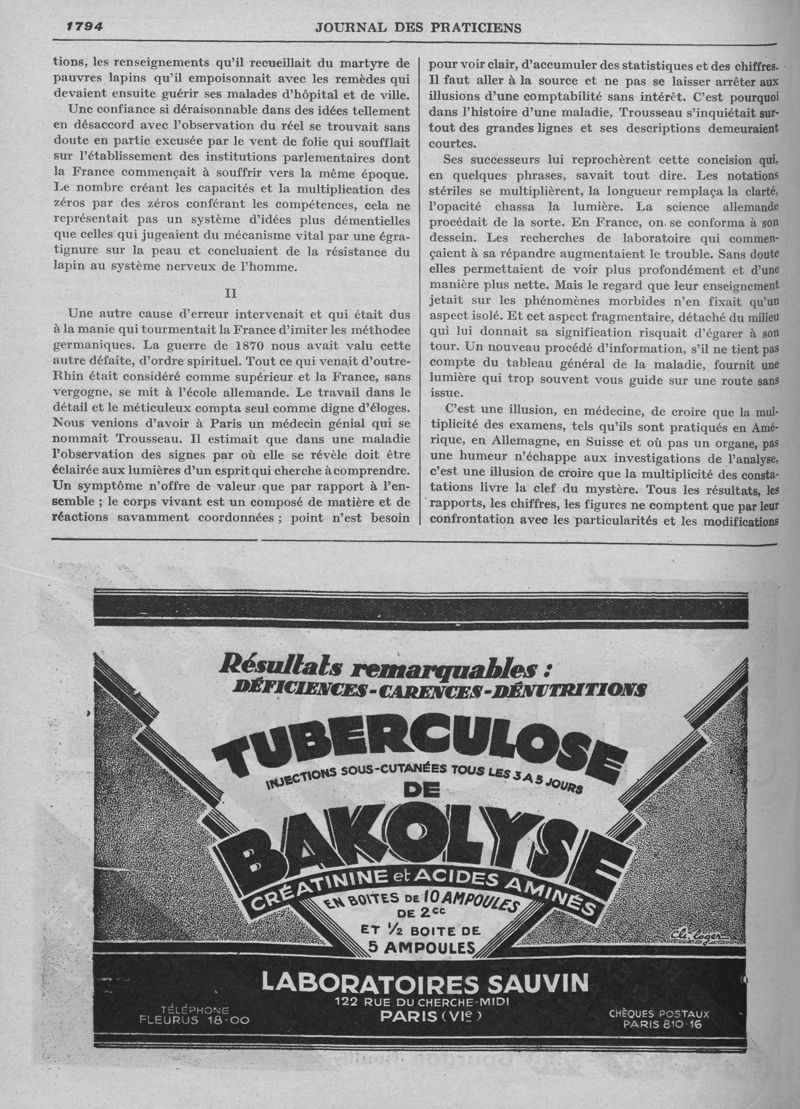 1794
JOURNAL DES PRATICIENS
tions, les renseignements qu'il recueillait du martyre de
pauvres lapins qu'il empoisonnait avec les remèdes qui
devaient ensuite guérir ses malades d'hôpital et de ville.
Une confiance si déraisonnable dans des idées tellement
en désaccord avec l'observation du réel se trouvait sans
doute en partie excusée par le vent de folie qui soufflait
sur l'établissement des institutions parlementaires dont
la France commençait à souffrir vers la même époque.
Le nombre créant les capacités et la multiplication des
zéros par des zéros conférant les compétences, cela ne
représentait pas un système d'idées plus démentielles
que celles qui jugeaient du mécanisme vital par une égra-
tignure sur la peau et concluaient de la résistance du
lapin au système nerveux de l'homme.
II
Une autre cause d'erreur intervenait et qui était dus
à la manie qui tourmentait la France d'imiter les méthodee
germaniques. La guerre de 1870 nous avait valu cette
autre défaite, d'ordre spirituel. Tout ce qui venait d'outre-
Rhin était considéré comme supérieur et la France, sans
vergogne, se mit à l'école allemande. Le travail dans le
détail et le méticuleux compta seul comme digne d'éloges.
Nous venions d'avoir à Paris un médecin génial qui se
nommait Trousseau. Il estimait que dans une maladie
l'observation des signes par où elle se révèle doit être
éclairée aux lumières d'un esprit qui cherche à comprendre.
Un symptôme n'offre de valeur que par rapport à l'en-
semble ; le corps vivant est un composé de matière et de
réactions savamment coordonnées ; point n'est besoin
pour voir clair, d'accumuler des statistiques et des chiffres.
Il faut aller à la source et ne pas se laisser arrêter aux
illusions d'une comptabilité sans intérêt. C'est pourquoi
dans l'histoire d'une maladie, Trousseau s'inquiétait sur-
tout des grandes lignes et ses descriptions demeuraient
courtes.
Ses successeurs lui reprochèrent cette concision qui,
en quelques phrases, savait tout dire. Les notations
stériles se multiplièrent, la longueur remplaça la clarté,
l'opacité chassa la lumière. La science allemande
procédait de la sorte. En France, on se conforma à son
dessein. Les recherches de laboratoire qui commen-
çaient à sa répandre augmentaient le trouble. Sans doute
elles permettaient de voir plus profondément et d'une
manière plus nette. Mais le regard que leur enseignement
jetait sur les phénomènes morbides n'en fixait qu'un
aspect isolé. Et cet aspect fragmentaire, détaché du milieu
qui lui donnait sa signification risquait d'égarer à son
tour. Un nouveau procédé d'information, s'il ne tient pas
compte du tableau général de la maladie, fournit une
lumière qui trop souvent vous guide sur une route sans
issue.
C'est une illusion, en médecine, de croire que la mul-
tiplicité des examens, tels qu'ils sont pratiqués en Amé-
rique, en Allemagne, en Suisse et où pas un organe, pas
une humeur n'échappe aux investigations de l'analyse,
c'est une illusion de croire que la multiplicité des consta-
tations livre la clef du mystère. Tous les résultats, les
rapports, les chiffres, les figures ne comptent que par leur
confrontation avec les particularités et les modifications
Résultats remarquables :
DÉFICIENCES - CARENCES - DÉNUTRITIONS
TUBERCULOSE
INJECTIONS SOUS-CUTANÉES TOUS LES 3 A 5 JOURS
DE
BAKOLYSE
CRÉATININE et ACIDES AMINÉS
EN BOITES DE 10 AMPOULES
DE 2cc
ET 1/2 BOITE DE
5 AMPOULES
LABORATOIRES SAUVIN
122 RUE DU CHERCHE-MIDI
PARIS (VIe)
TÉLÉPHONE
FLEURUS 18-00
CHÈQUES POSTAUX
PARIS 810-16